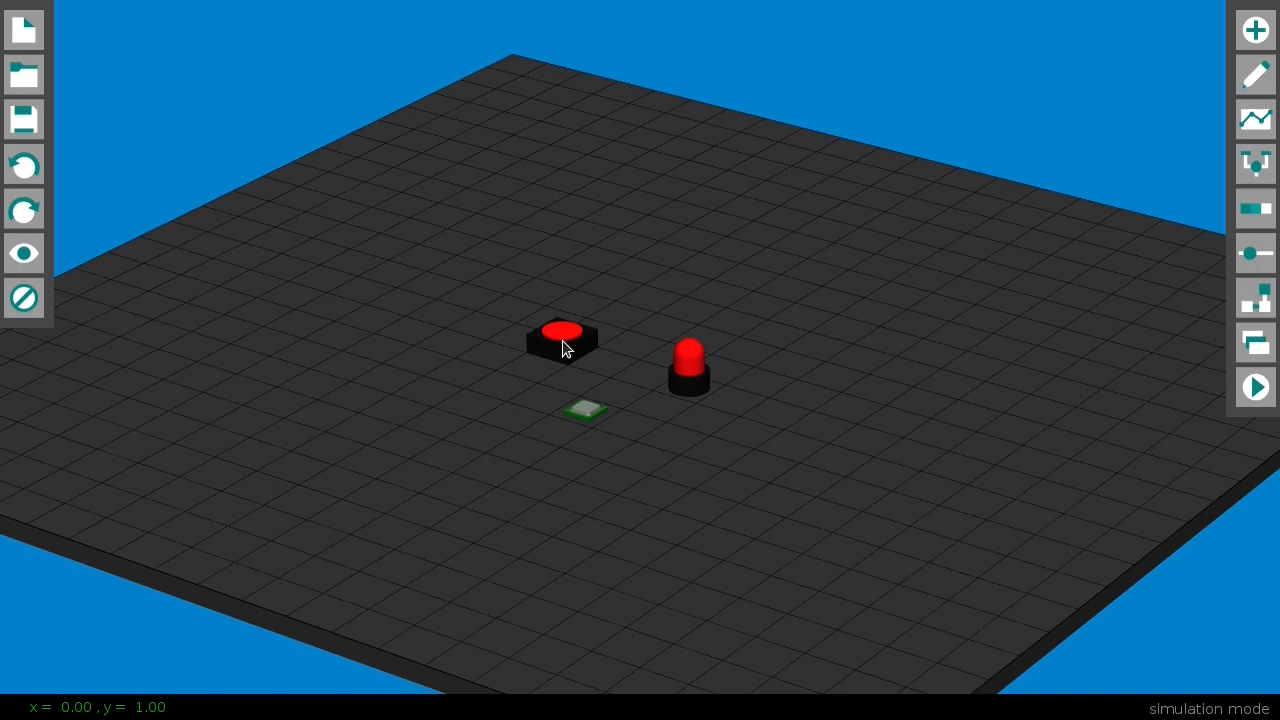 x = 0.00 , y = 1.00
simulation mode